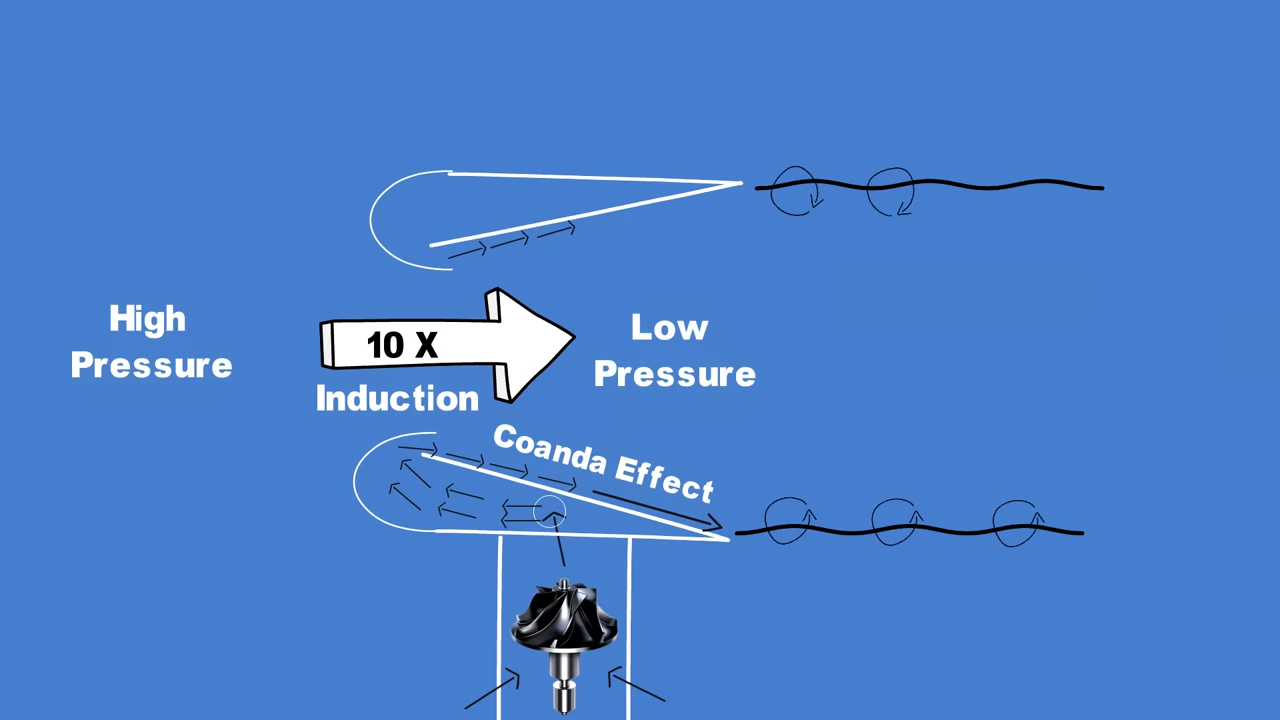 High
Pressure
10 X
Induction
Low
Pressure
Coanda Effect